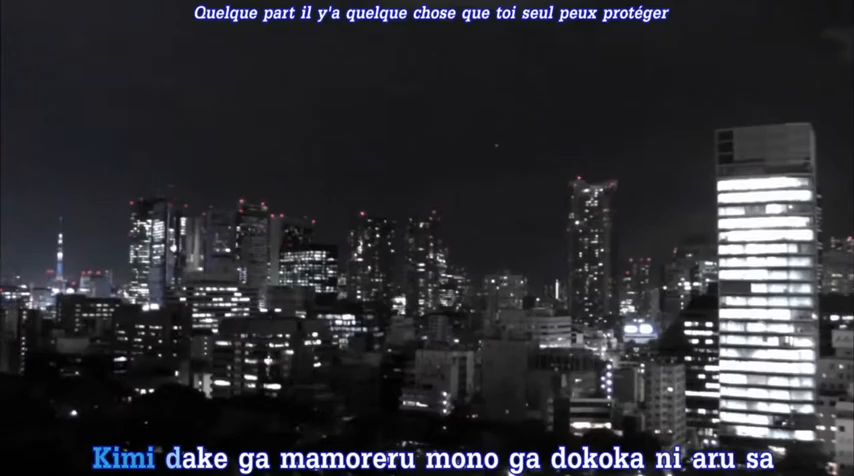 Quelque part il y'a quelque chose que toi seul peux protéger
Kimi dake ga mamoreru mono ga dokoka ni aru sa